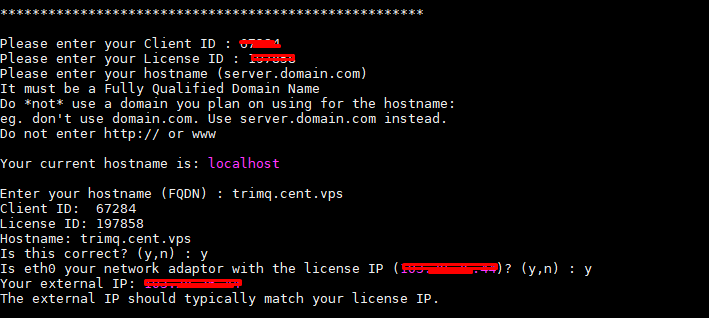 *****************************************************
Please enter your Client ID :
Please enter your License ID :
Please enter your hostname (server.domain.com)
It must be a Fully Qualified Domain Name
Do *not* use a domain you plan on using for the hostname:
eg. don't use domain.com. Use server.domain.com instead.
Do not enter http:// or www
Your current hostname is: localhost
Enter your hostname (FQDN) : trimq.cent.vps
Client ID:  67284
License ID: 197858
Hostname: trimq.cent.vps
Is this correct? (y,n) : y
Is eth0 your network adaptor with the license IP ( )? (y,n) : y
Your external IP:
The external IP should typically match your license IP.